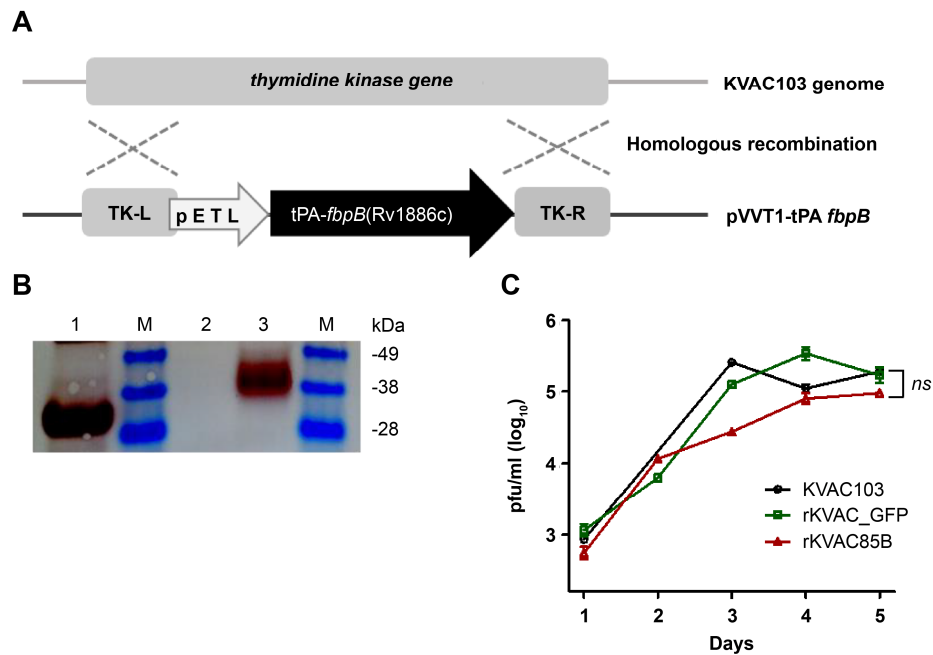 A
thymidine kinase gene
KVAC103 genome
Homologous recombination
TK-L
p E T L
tPA-fbpB(Rv1886c)
TK-R
pVVT1-tPA fbpB
B
1 M 2 3 M kDa
-49
-38
-28
C
6
5
4
3
pfu/ml (log10)
ns
KVAC103
rKVAC_GFP
rKVAC85B
1 2 3 4 5
Days